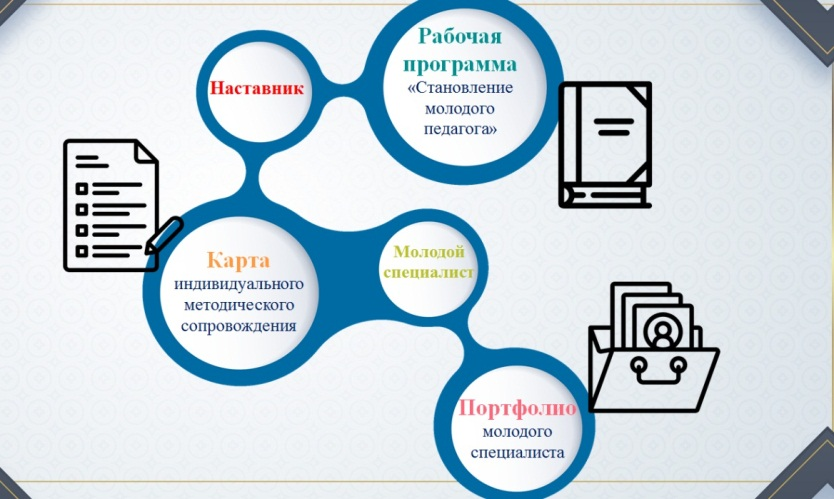 Рабочая
программа
«Становление
молодого
педагога»
Наставник
Карта
индивидуального
методического
сопровождения
Молодой
специалист
Портфолио
молодого
специалиста